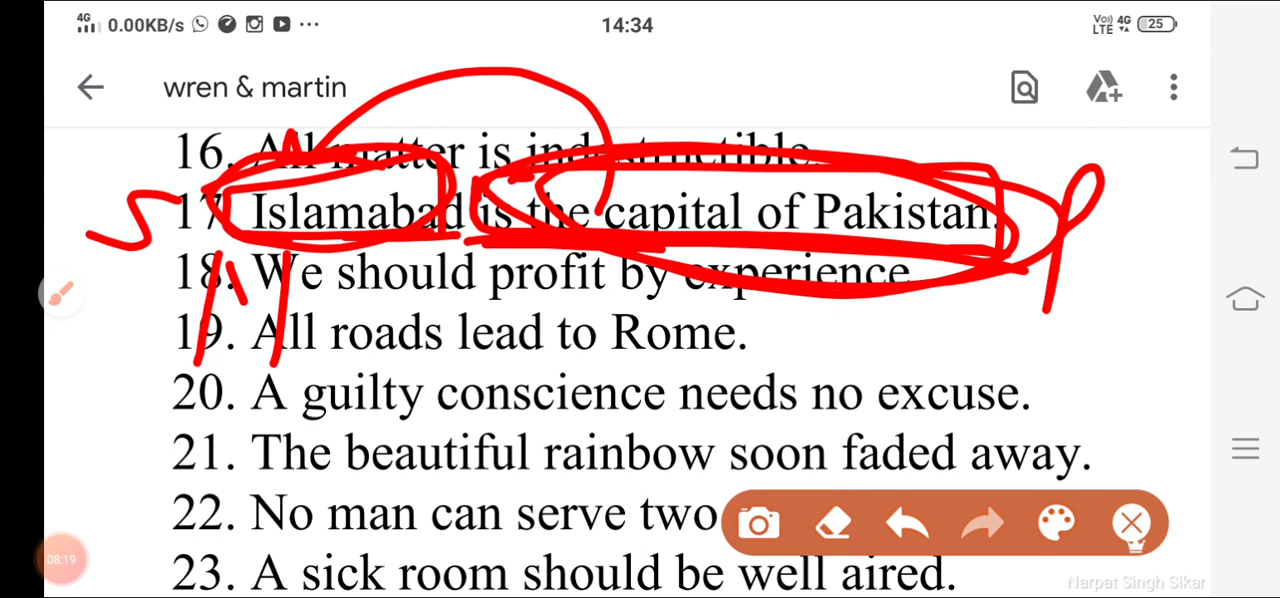 4G 0.00KB/s ... 14:34 Vo) LTE 4G 25
wren & martin
16. All matter is indestructible.
17. Islamabad is the capital of Pakistan.
18. We should profit by experience.
19. All roads lead to Rome.
20. A guilty conscience needs no excuse.
21. The beautiful rainbow soon faded away.
22. No man can serve two
08:19
23. A sick room should be well aired.
Narpat Singh Sikar
S
P